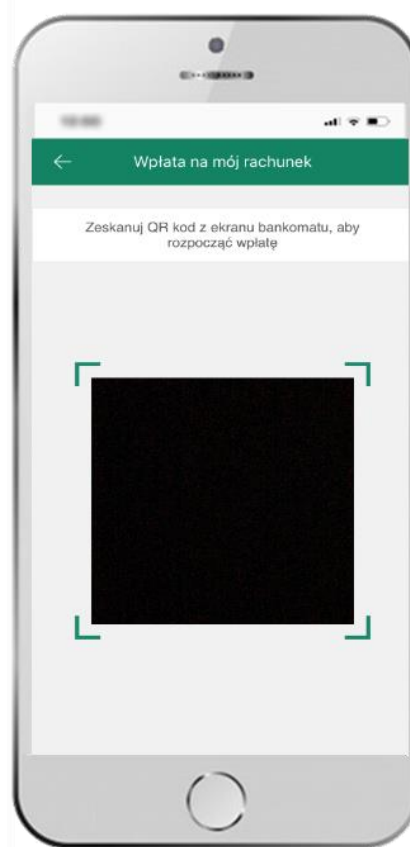 Wpłata na mój rachunek
Zeskanuj QR kod z ekranu bankomatu, aby
rozpocząć wpłatę